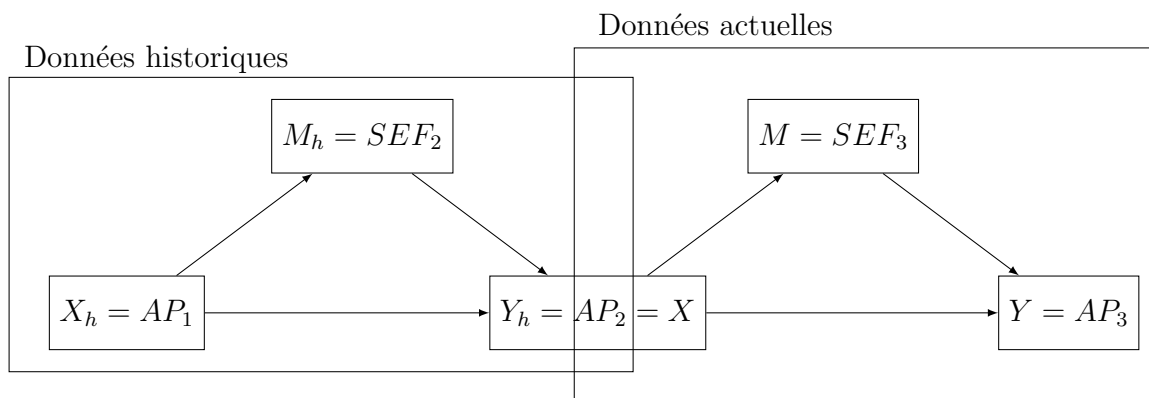 Données actuelles
Données historiques
M_h = SEF_2
M = SEF_3
X_h = AP_1
Y_h = AP_2 = X
Y = AP_3